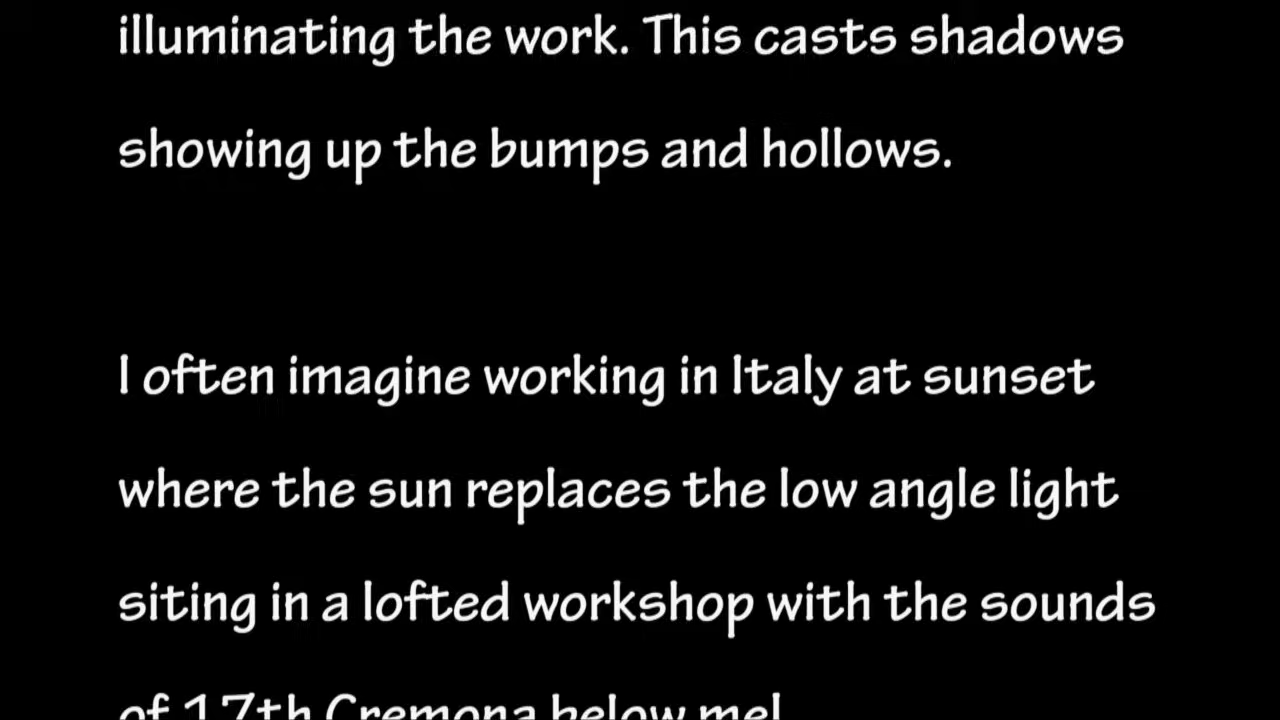 illuminating the work. This casts shadows
showing up the bumps and hollows.
I often imagine working in Italy at sunset
where the sun replaces the low angle light
siting in a lofted workshop with the sounds
of 17th Cremona below me!